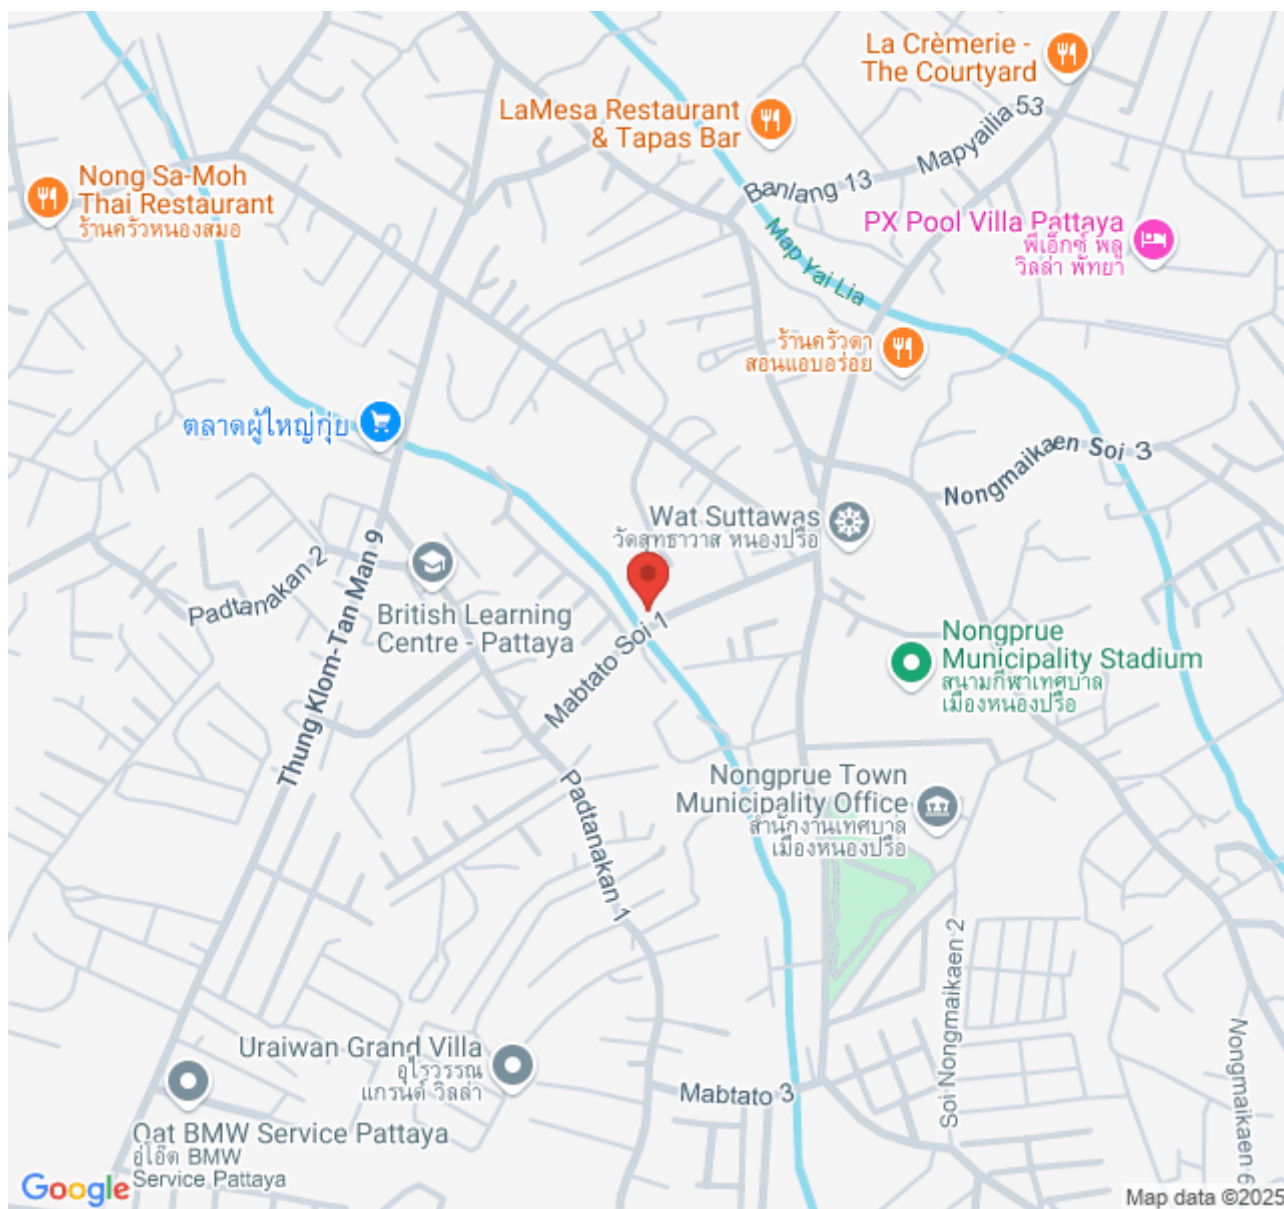 La Crèmerie -
The Courtyard
LaMesa Restaurant
& Tapas Bar
Mapyailia 53
Banlang 13
Nong Sa-Moh
Thai Restaurant
ร้านครัวหนองสมอ
PX Pool Villa Pattaya
พีเอ็กซ์ พลู
วิลล่า พัทยา
Map Yai Lia
ร้านครัวตา
สอนแอบอร่อย
ตลาดผู้ใหญ่กุ่ย
Nongmaikaen Soi 3
Wat Suttawas
วัดสุทธาวาส หนองปรือ
Padtanakan 2
Thung Klom-Tan Man 9
British Learning
Centre - Pattaya
Mabtato Soi 1
Nongprue
Municipality Stadium
สนามกีฬาเทศบาล
เมืองหนองปรือ
Nongprue Town
Municipality Office
สำนักงานเทศบาล
เมืองหนองปรือ
Padtanakan 1
Soi Nongmaikaen 2
Nongmaikaen 6
Uraiwan Grand Villa
อุไรวรรณ
แกรนด์ วิลล่า
Mabtato 3
Oat BMW Service Pattaya
อู่โอ๊ต BMW
Service Pattaya
Google
Map data ©2025